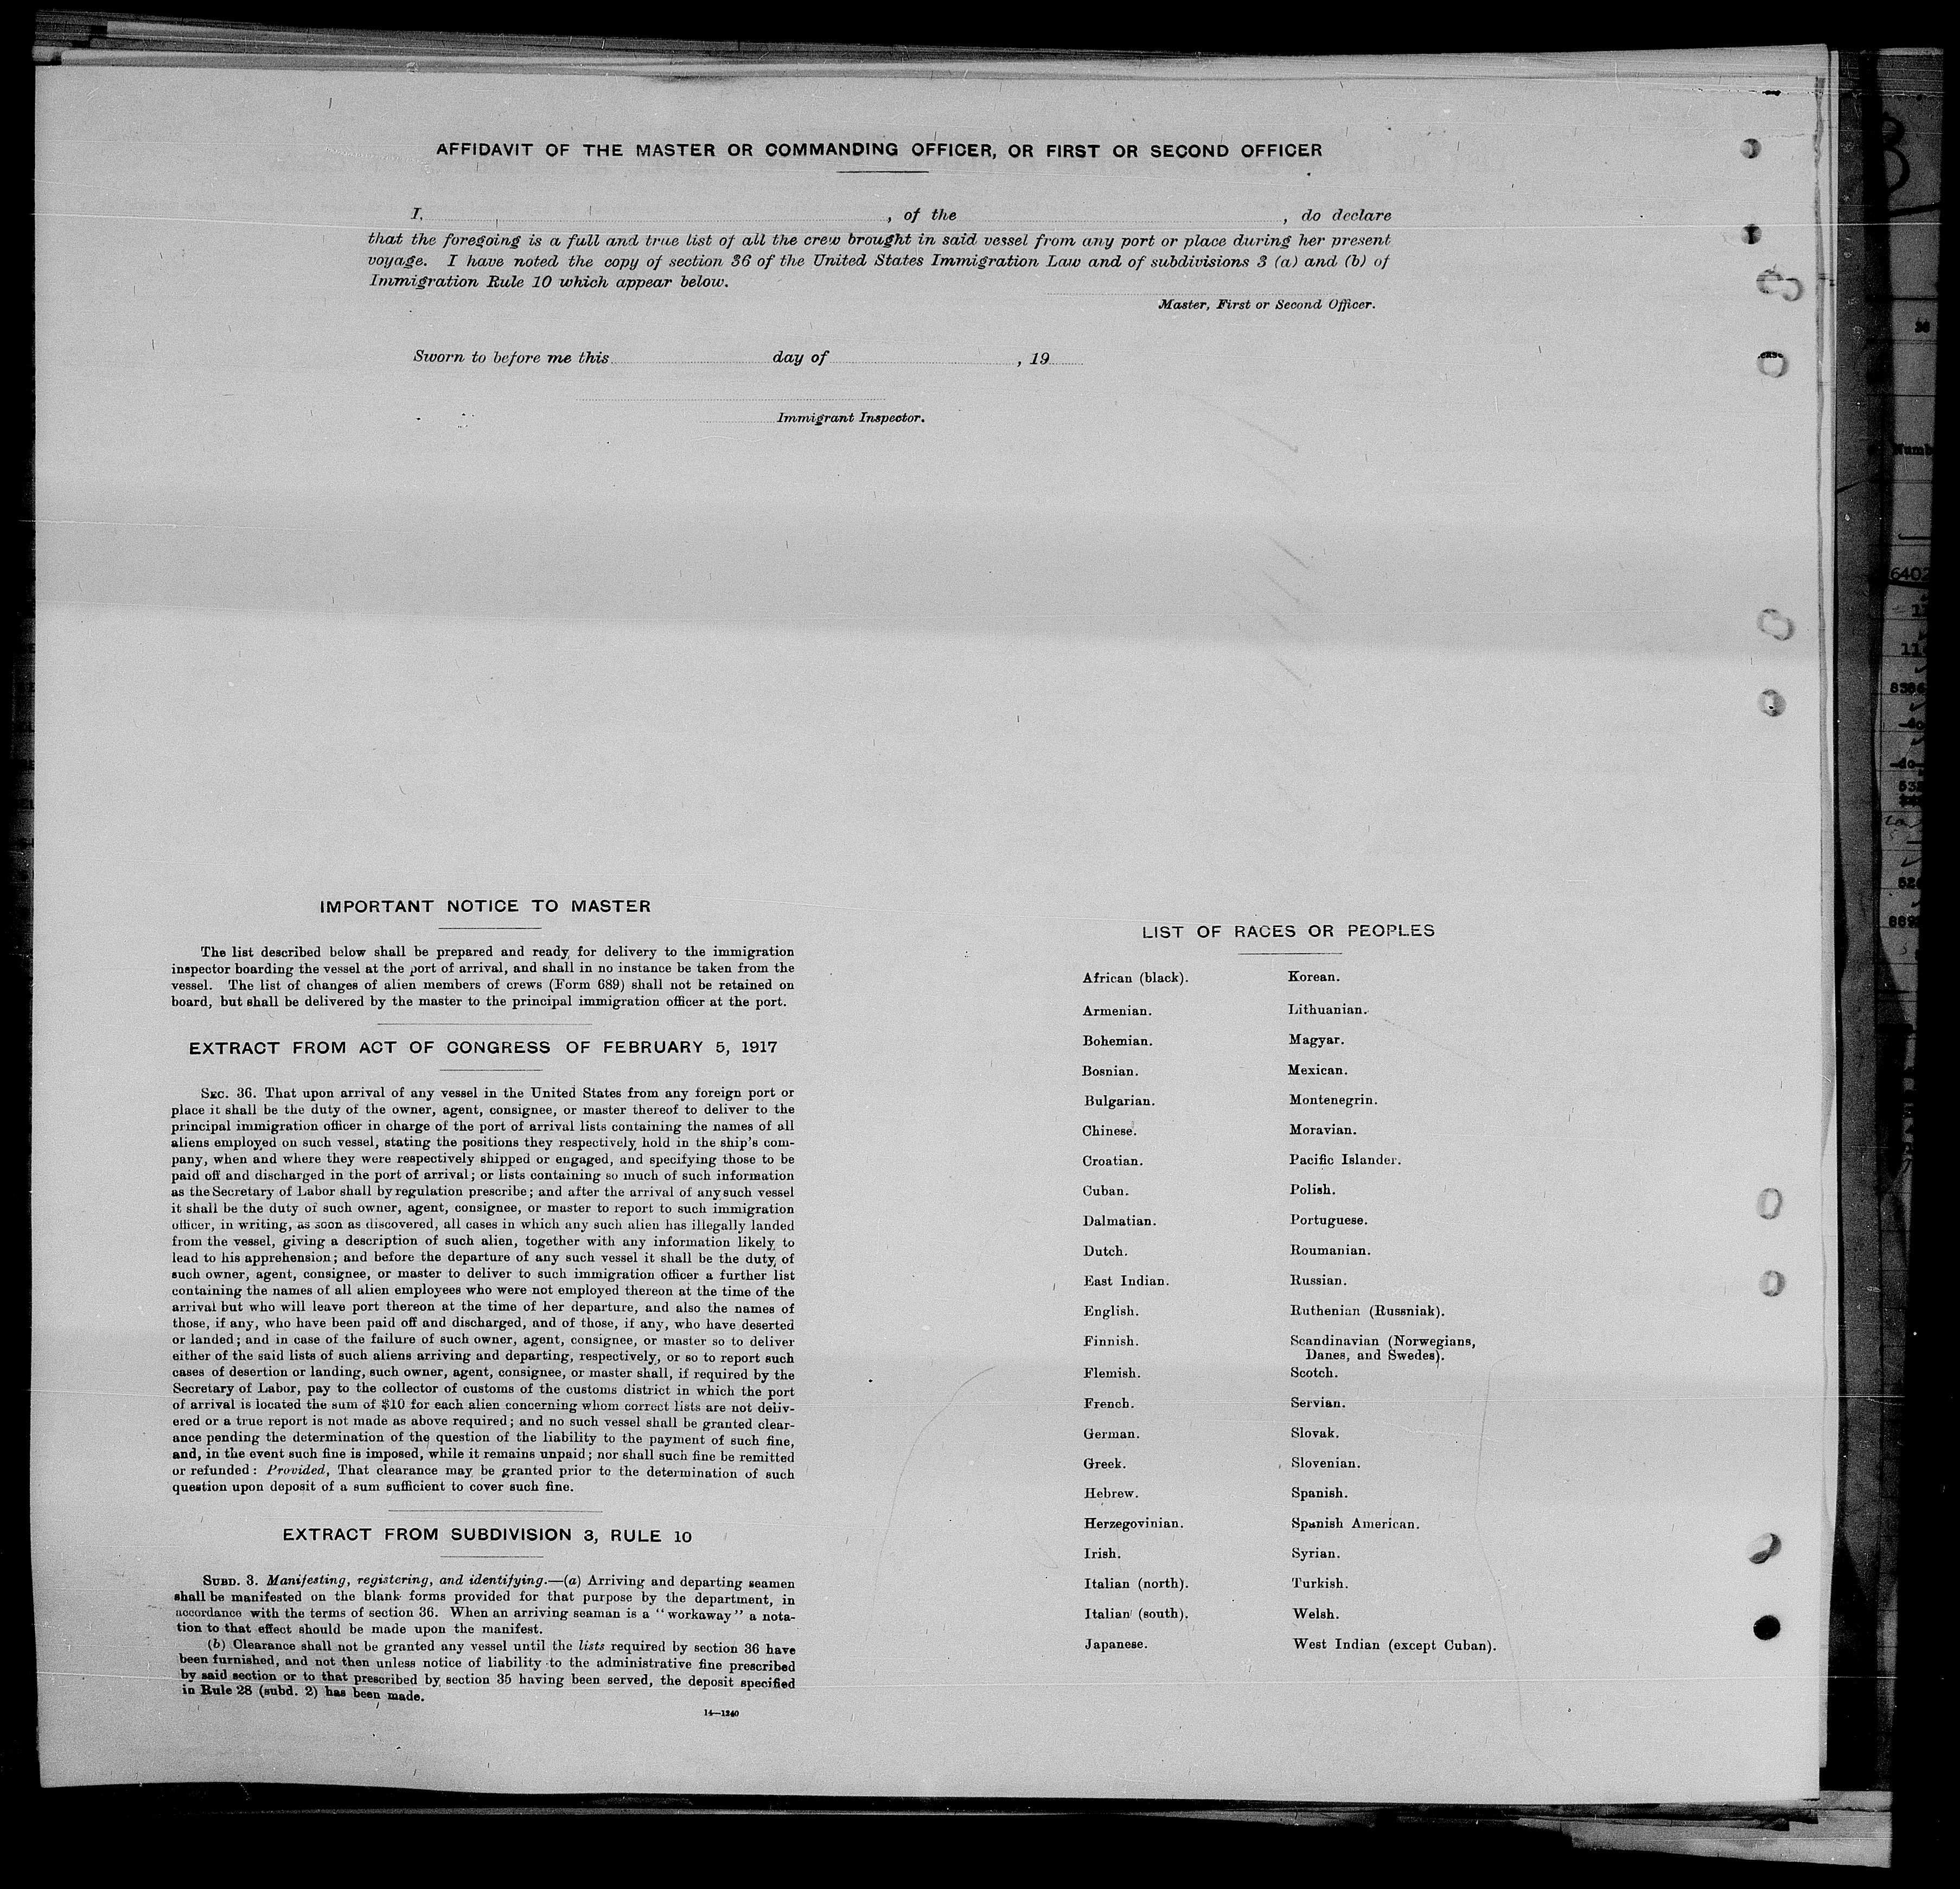 AFFIDAVIT OF THE MASTER OR COMMANDING OFFICER, OR FIRST OR SECOND OFFICER
I, , of the , do declare
that the foregoing is a full and true list of all the crew brought in said vessel from any port or place during her present
voyage. I have noted the copy of section 36 of the United States Immigration Law and of subdivisions 3 (a) and (b) of
Immigration Rule 10 which appear below.
Master, First or Second Officer.
Sworn to before me this day of , 19
Immigrant Inspector.
IMPORTANT NOTICE TO MASTER
The list described below shall be prepared and ready for delivery to the immigration
inspector boarding the vessel at the port of arrival, and shall in no instance be taken from the
vessel. The list of changes of alien members of crews (Form 689) shall not be retained on
board, but shall be delivered by the master to the principal immigration officer at the port.
EXTRACT FROM ACT OF CONGRESS OF FEBRUARY 5, 1917
SEC. 36. That upon arrival of any vessel in the United States from any foreign port or
place it shall be the duty of the owner, agent, consignee, or master thereof to deliver to the
principal immigration officer in charge of the port of arrival lists containing the names of all
aliens employed on such vessel, stating the positions they respectively hold in the ship's com-
pany, when and where they were respectively shipped or engaged, and specifying those to be
paid off and discharged in the port of arrival; or lists containing so much of such information
as the Secretary of Labor shall by regulation prescribe; and after the arrival of any such vessel
it shall be the duty of such owner, agent, consignee, or master to report to such immigration
officer, in writing, as soon as discovered, all cases in which any such alien has illegally landed
from the vessel, giving a description of such alien, together with any information likely to
lead to his apprehension; and before the departure of any such vessel it shall be the duty of
such owner, agent, consignee, or master to deliver to such immigration officer a further list
containing the names of all alien employees who were not employed thereon at the time of the
arrival but who will leave port thereon at the time of her departure, and also the names of
those, if any, who have been paid off and discharged, and of those, if any, who have deserted
or landed; and in case of the failure of such owner, agent, consignee, or master so to deliver
either of the said lists of such aliens arriving and departing, respectively, or so to report such
cases of desertion or landing, such owner, agent, consignee, or master shall, if required by the
Secretary of Labor, pay to the collector of customs of the customs district in which the port
of arrival is located the sum of $10 for each alien concerning whom correct lists are not deliv-
ered or a true report is not made as above required; and no such vessel shall be granted clear-
ance pending the determination of the question of the liability to the payment of such fine,
and, in the event such fine is imposed, while it remains unpaid; nor shall such fine be remitted
or refunded: Provided, That clearance may be granted prior to the determination of such
question upon deposit of a sum sufficient to cover such fine.
EXTRACT FROM SUBDIVISION 3, RULE 10
SUBD. 3. Manifesting, registering, and identifying.—(a) Arriving and departing seamen
shall be manifested on the blank forms provided for that purpose by the department, in
accordance with the terms of section 36. When an arriving seaman is a "workaway" a nota-
tion to that effect should be made upon the manifest.
(b) Clearance shall not be granted any vessel until the lists required by section 36 have
been furnished, and not then unless notice of liability to the administrative fine prescribed
by said section or to that prescribed by section 35 having been served, the deposit specified
in Rule 28 (subd. 2) has been made.
14—1240
LIST OF RACES OR PEOPLES
African (black).
Armenian.
Bohemian.
Bosnian.
Bulgarian.
Chinese.
Croatian.
Cuban.
Dalmatian.
Dutch.
East Indian.
English.
Finnish.
Flemish.
French.
German.
Greek.
Hebrew.
Herzegovinian.
Irish.
Italian (north).
Italian (south).
Japanese.
Korean.
Lithuanian.
Magyar.
Mexican.
Montenegrin.
Moravian.
Pacific Islander.
Polish.
Portuguese.
Roumanian.
Russian.
Ruthenian (Russniak).
Scandinavian (Norwegians,
Danes, and Swedes).
Scotch.
Servian.
Slovak.
Slovenian.
Spanish.
Spanish American.
Syrian.
Turkish.
Welsh.
West Indian (except Cuban).